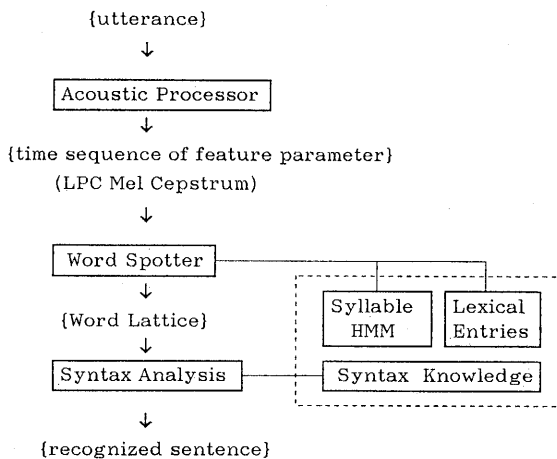 {utterance}
↓
Acoustic Processor
↓
{time sequence of feature parameter}
(LPC Mel Cepstrum)
↓
Word Spotter
↓
Syllable
HMM
Lexical
Entries
{Word Lattice}
↓
Syntax Analysis
Syntax Knowledge
↓
{recognized sentence}